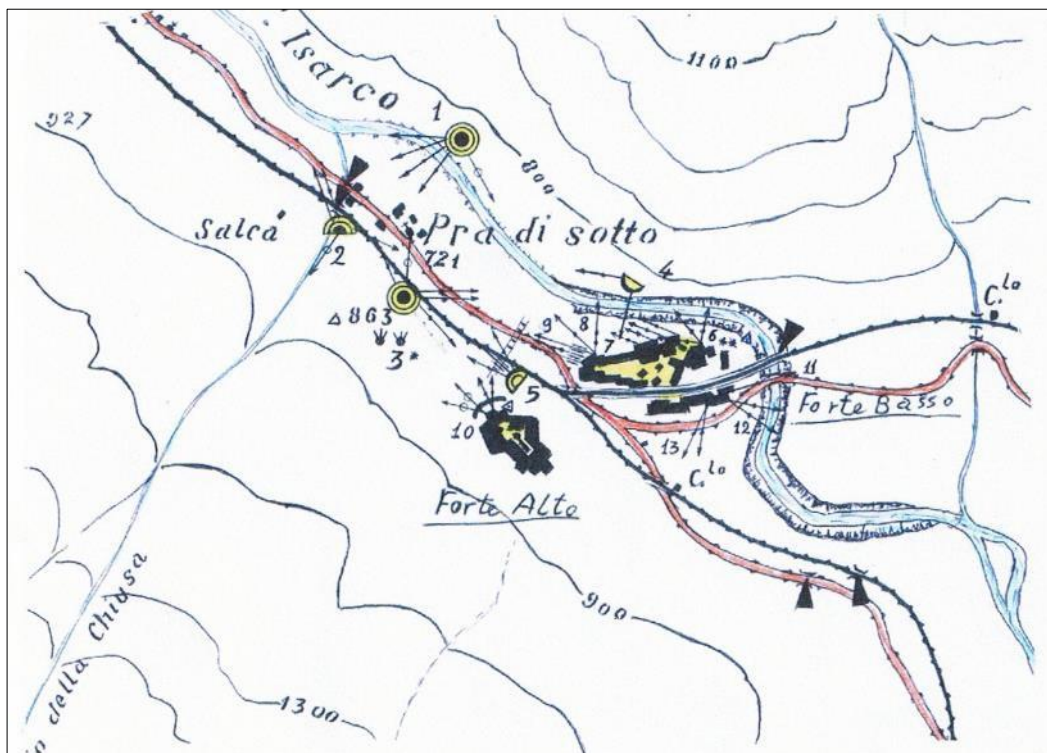 Isarco
1100
927
1
800
Salcà
2
Pra di sotto
721
4
C.lo
△ 863
3*
9
8
7
6**
5
11
Forte Basso
10
13
12
C.lo
Forte Alto
della Chiusa
900
1300